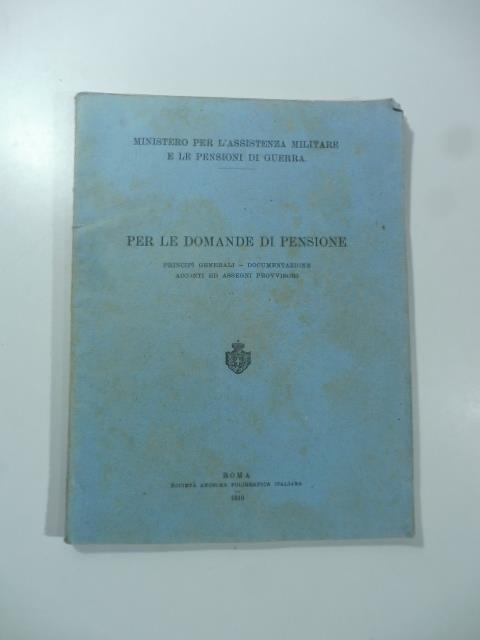 MINISTERO PER L'ASSISTENZA MILITARE
E LE PENSIONI DI GUERRA
PER LE DOMANDE DI PENSIONE
PRINCIPÎ GENERALI - DOCUMENTAZIONE
ACCONTI ED ASSEGNI PROVVISORI
ROMA
SOCIETÀ ANONIMA POLIGRAFICA ITALIANA